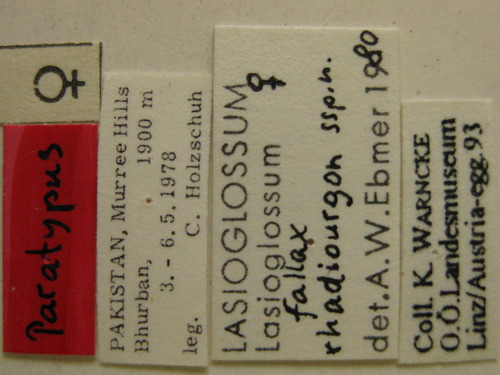 ♀
Paratypus
PAKISTAN, Murree Hills
Bhurban, 1900 m
3. - 6.5.1978
leg. C. Holzschuh
LASIOGLOSSUM
Lasioglossum ♀
fallax
rhadiourgon ssp.n.
det. A. W. Ebmer 1980
Coll. K. WARNCKE
O.Ö. Landesmuseum
Linz/Austria-egg.93